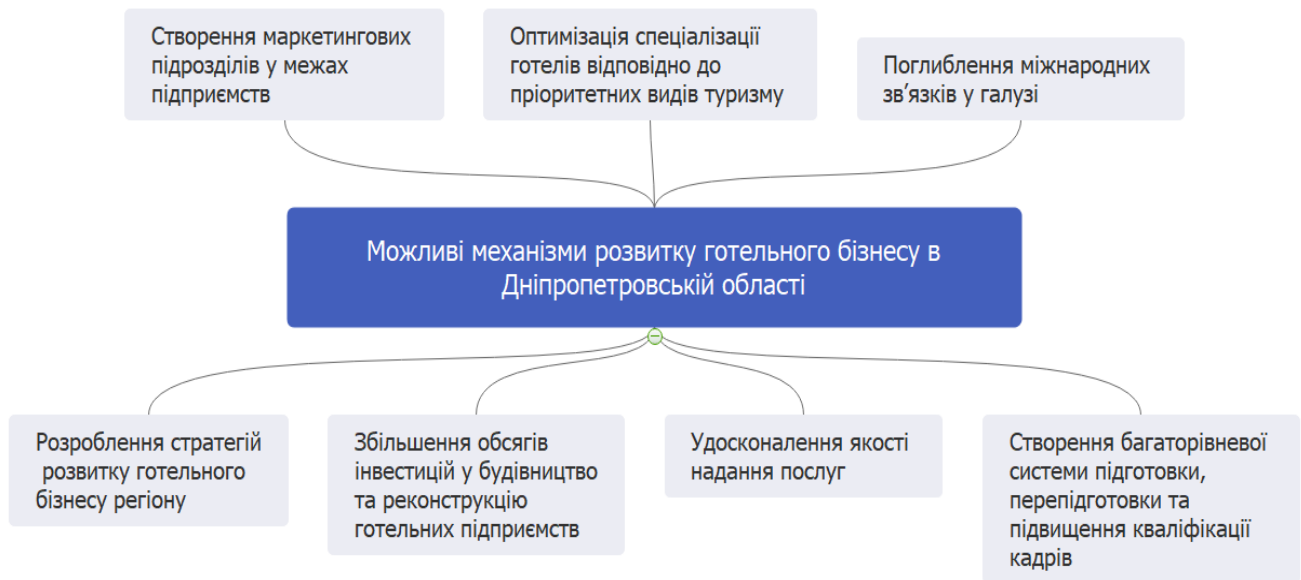 Створення маркетингових
підрозділів у межах
підприємств
Оптимізація спеціалізації
готелів відповідно до
пріоритетних видів туризму
Поглиблення міжнародних
зв’язків у галузі
Можливі механізми розвитку готельного бізнесу в
Дніпропетровській області
Розроблення стратегій
розвитку готельного
бізнесу регіону
Збільшення обсягів
інвестицій у будівництво
та реконструкцію
готельних підприємств
Удосконалення якості
надання послуг
Створення багаторівневої
системи підготовки,
перепідготовки та
підвищення кваліфікації
кадрів